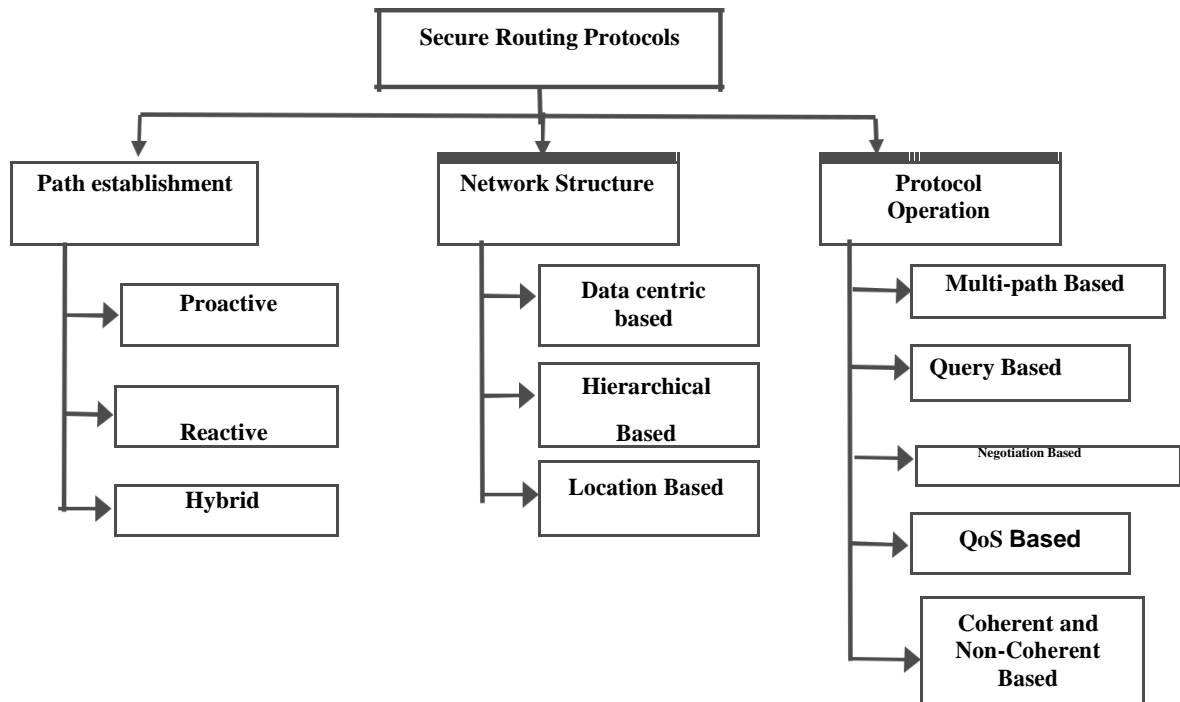 Secure Routing Protocols
Path establishment
Proactive
Reactive
Hybrid
Network Structure
Data centric
based
Hierarchical
Based
Location Based
Protocol
Operation
Multi-path Based
Query Based
Negotiation Based
QoS Based
Coherent and
Non-Coherent
Based